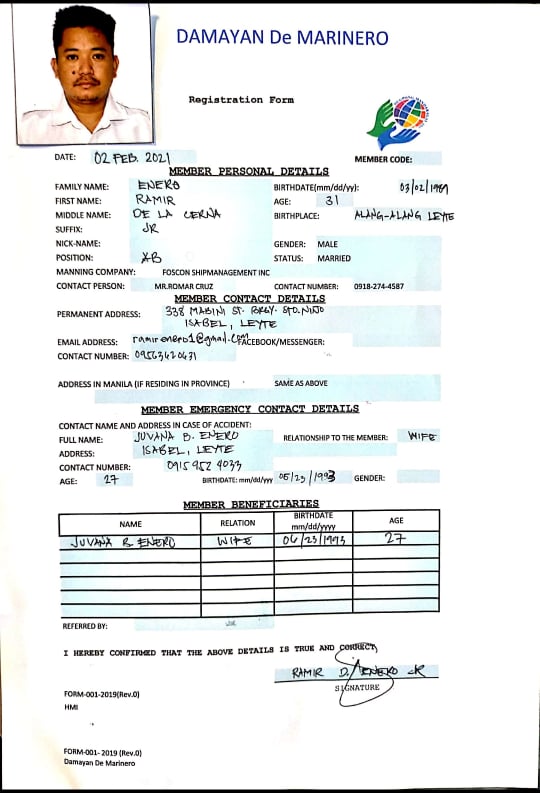 DAMAYAN De MARINERO
Registration Form
DATE: 02 FEB. 2021 MEMBER CODE:
MEMBER PERSONAL DETAILS
FAMILY NAME: ENERO BIRTHDATE(mm/dd/yy): 03/02/1989
FIRST NAME: RAMIR AGE: 31
MIDDLE NAME: DE LA CERNA BIRTHPLACE: ALANG-ALANG LEYTE
SUFFIX: JR
NICK-NAME: GENDER: MALE
POSITION: AB STATUS: MARRIED
MANNING COMPANY: FOSCON SHIPMANAGEMENT INC
CONTACT PERSON: MR.ROMAR CRUZ CONTACT NUMBER: 0918-274-4587
MEMBER CONTACT DETAILS
PERMANENT ADDRESS: 338 MABINI ST. BRGY. STO.NIÑO
ISABEL, LEYTE
EMAIL ADDRESS: ramirenero1@gmail.com FACEBOOK/MESSENGER:
CONTACT NUMBER: 09563420431
ADDRESS IN MANILA (IF RESIDING IN PROVINCE) SAME AS ABOVE
MEMBER EMERGENCY CONTACT DETAILS
CONTACT NAME AND ADDRESS IN CASE OF ACCIDENT:
FULL NAME: JUVANA B. ENERO RELATIONSHIP TO THE MEMBER: WIFE
ADDRESS: ISABEL, LEYTE
CONTACT NUMBER: 0915 952 4033
AGE: 27 BIRTHDATE: mm/dd/yyyy 05/23/1993 GENDER:
MEMBER BENEFICIARIES
NAME RELATION BIRTHDATE mm/dd/yyyy AGE
JUVANA B. ENERO WIFE 06/23/1993 27
REFERRED BY:
I HEREBY CONFIRMED THAT THE ABOVE DETAILS IS TRUE AND CORRECT,
RAMIR D. ENERO JR
SIGNATURE
FORM-001-2019(Rev.0)
HMI
FORM-001- 2019 (Rev.0)
Damayan De Marinero